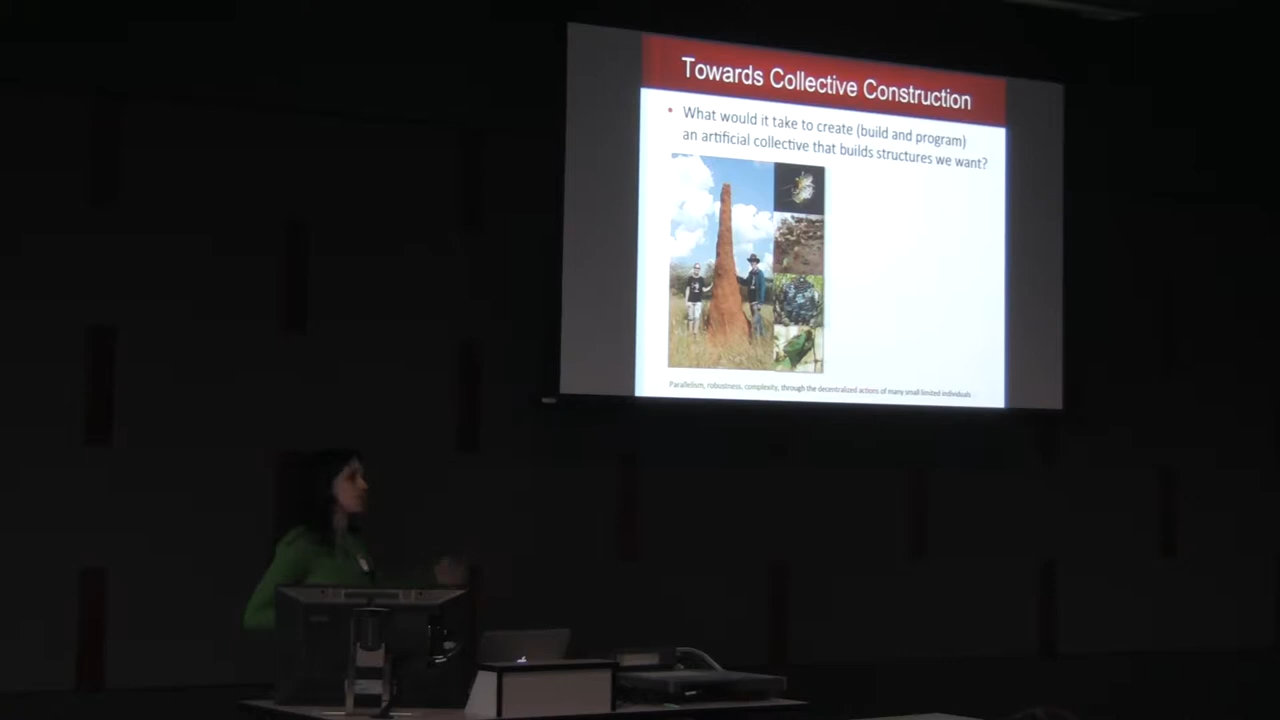 Towards Collective Construction
• What would it take to create (build and program)
an artificial collective that builds structures we want?
Parallelism, robustness, complexity, through the decentralized actions of many small limited individuals